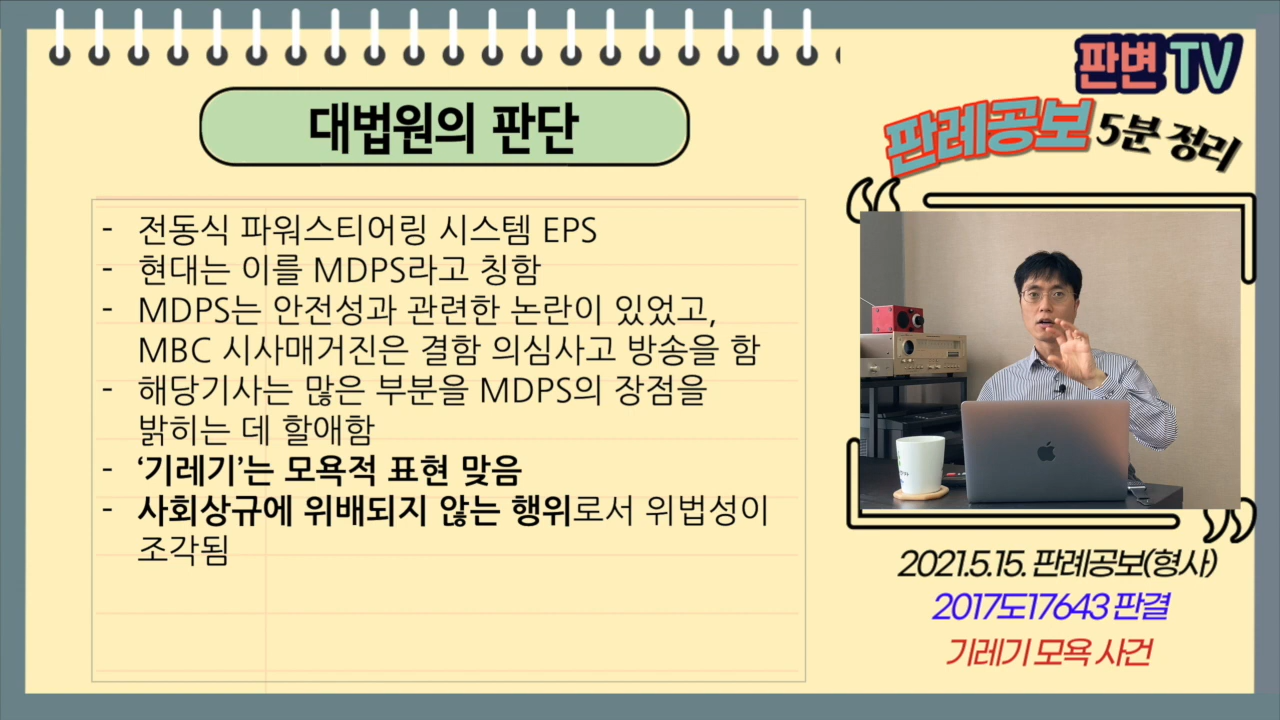 대법원의 판단
- 전동식 파워스티어링 시스템 EPS
- 현대는 이를 MDPS라고 칭함
- MDPS는 안전성과 관련한 논란이 있었고,
MBC 시사매거진은 결함 의심사고 방송을 함
- 해당기사는 많은 부분을 MDPS의 장점을
밝히는 데 할애함
- ‘기레기’는 모욕적 표현 맞음
- 사회상규에 위배되지 않는 행위로서 위법성이
조각됨
판변 TV
판례공보 5분 정리
2021.5.15. 판례공보(형사)
2017도17643 판결
기레기 모욕 사건